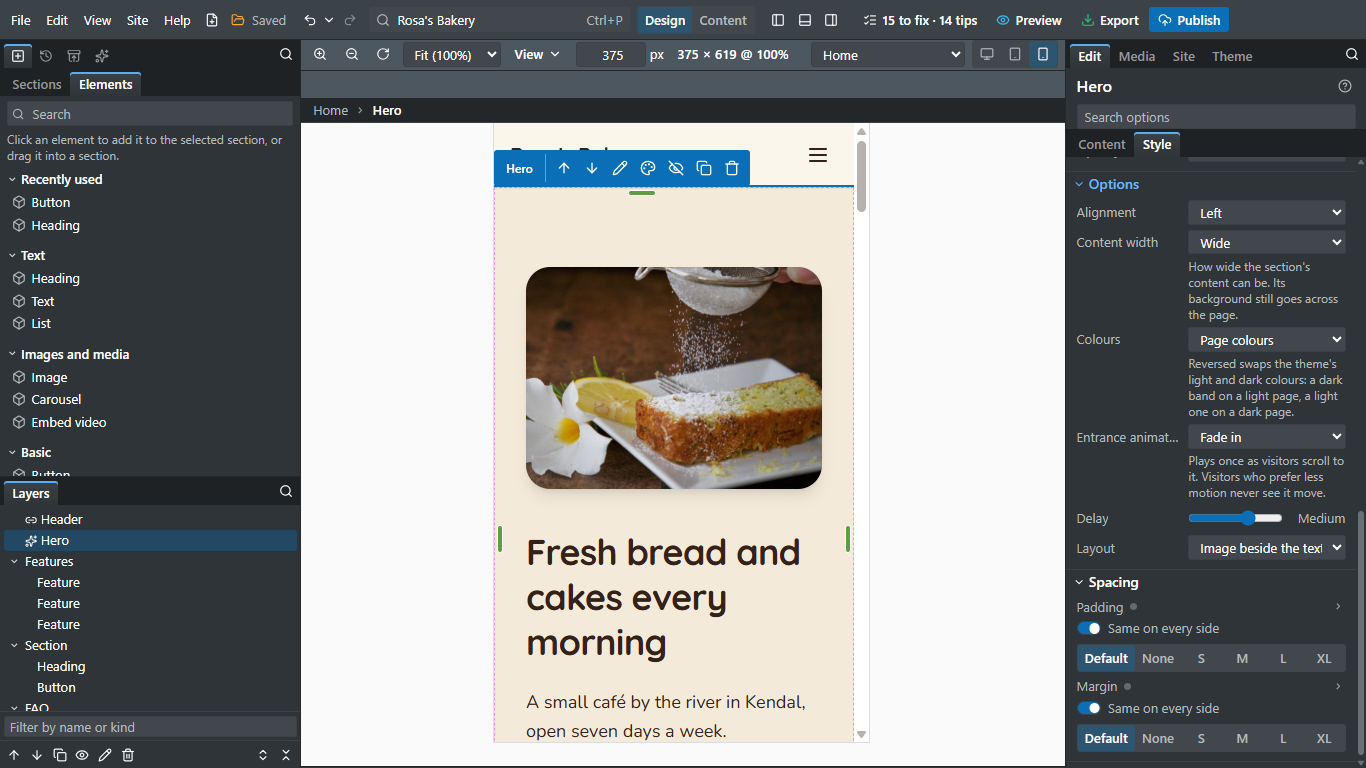 File Edit View Site Help Saved Rosa's Bakery Ctrl+P Design Content 15 to fix · 14 tips Preview Export Publish
Sections Elements
Search
Click an element to add it to the selected section, or
drag it into a section.
Recently used
Button
Heading
Text
Heading
Text
List
Images and media
Image
Carousel
Embed video
Basic
Button
Layers
Header
Hero
Features
Feature
Feature
Feature
Section
Heading
Button
FAQ
Filter by name or kind
Fit (100%) View 375 px 375 × 619 @ 100% Home
Home › Hero
Hero
Fresh bread and
cakes every
morning
A small café by the river in Kendal,
open seven days a week.
Edit Media Site Theme
Hero
Search options
Content Style
Options
Alignment Left
Content width Wide
How wide the section's
content can be. Its
background still goes across
the page.
Colours Page colours
Reversed swaps the theme's
light and dark colours: a dark
band on a light page, a light
one on a dark page.
Entrance animat... Fade in
Plays once as visitors scroll to
it. Visitors who prefer less
motion never see it move.
Delay Medium
Layout Image beside the text
Spacing
Padding
Same on every side
Default None S M L XL
Margin
Same on every side
Default None S M L XL